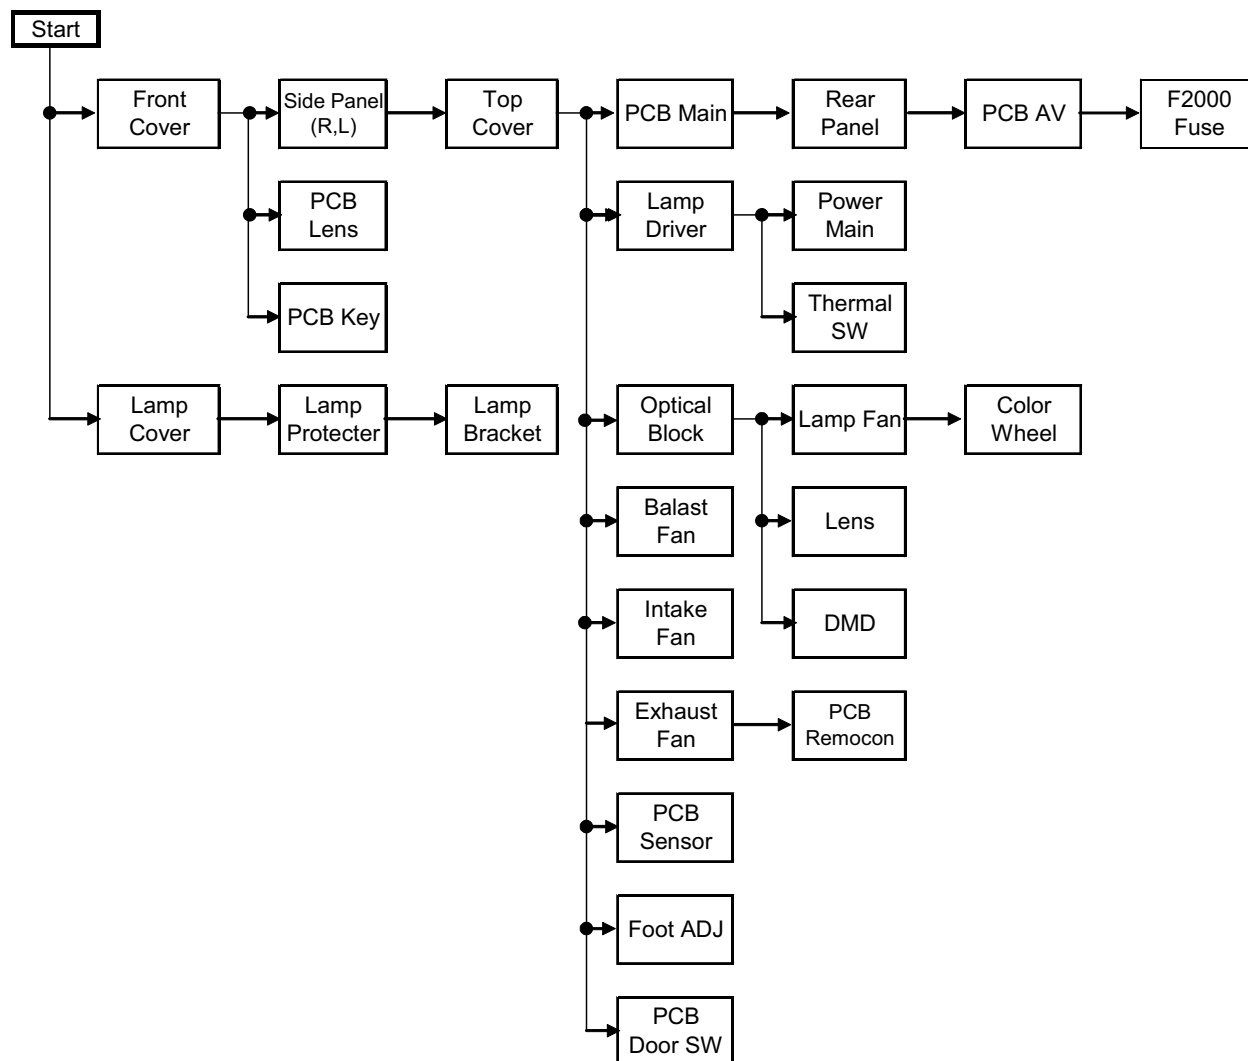 Start
Front
Cover
Side Panel
(R,L)
Top
Cover
PCB Main
Rear
Panel
PCB AV
F2000
Fuse
PCB
Lens
Lamp
Driver
Power
Main
PCB Key
Thermal
SW
Lamp
Cover
Lamp
Protecter
Lamp
Bracket
Optical
Block
Lamp Fan
Color
Wheel
Balast
Fan
Lens
Intake
Fan
DMD
Exhaust
Fan
PCB
Remocon
PCB
Sensor
Foot ADJ
PCB
Door SW